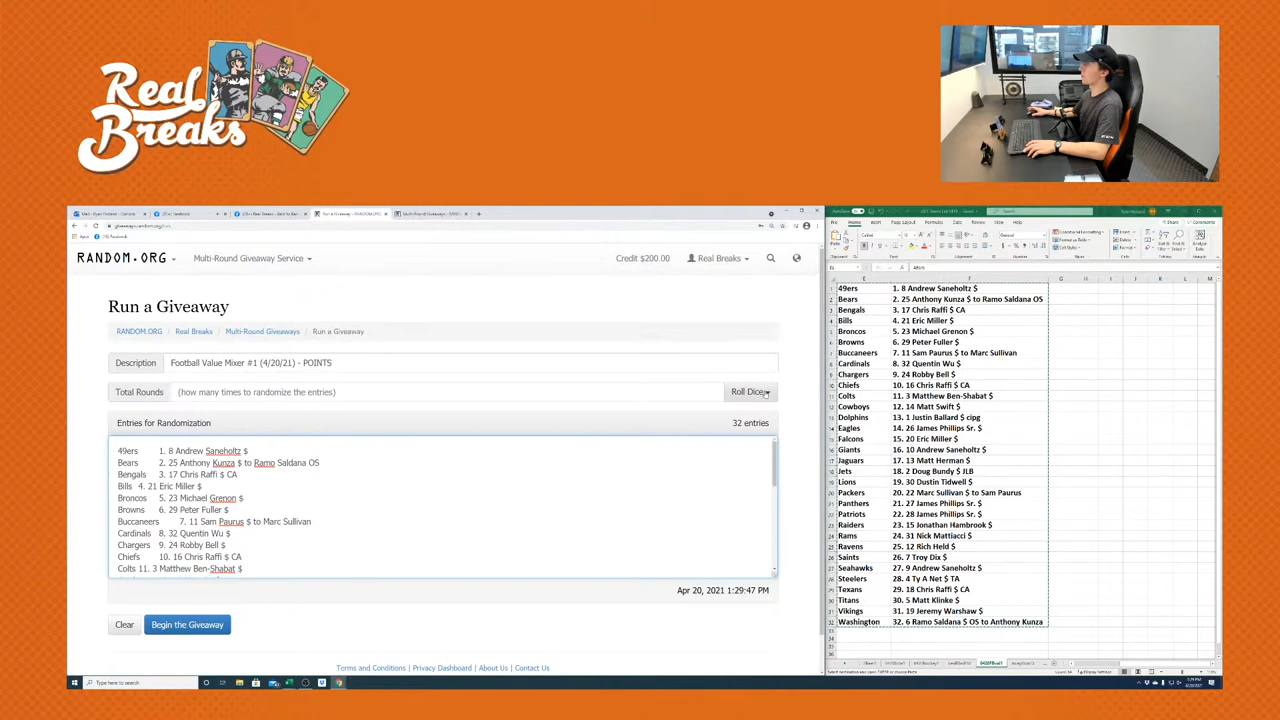 Real
Breaks
RANDOM.ORG
Multi-Round Giveaway Service
Credit $200.00
Real Breaks
Run a Giveaway
RANDOM.ORG
Real Breaks
Multi-Round Giveaways
Run a Giveaway
Description
Football Value Mixer #1 (4/20/21) - POINTS
Total Rounds
(how many times to randomize the entries)
Roll Dice
Entries for Randomization
32 entries
49ers 1. 8 Andrew Saneholtz $
Bears 2. 25 Anthony Kunza $ to Ramo Saldana OS
Bengals 3. 17 Chris Raffi $ CA
Bills 4. 21 Eric Miller $
Broncos 5. 23 Michael Grenon $
Browns 6. 29 Peter Fuller $
Buccaneers 7. 11 Sam Paurus $ to Marc Sullivan
Cardinals 8. 32 Quentin Wu $
Chargers 9. 24 Robby Bell $
Chiefs 10. 16 Chris Raffi $ CA
Colts 11. 3 Matthew Ben-Shabat $
Apr 20, 2021 1:29:47 PM
Clear
Begin the Giveaway
Terms and Conditions | Privacy Dashboard | About Us | Contact Us
Type here to search
49ers 1. 8 Andrew Saneholtz $
Bears 2. 25 Anthony Kunza $ to Ramo Saldana OS
Bengals 3. 17 Chris Raffi $ CA
Bills 4. 21 Eric Miller $
Broncos 5. 23 Michael Grenon $
Browns 6. 29 Peter Fuller $
Buccaneers 7. 11 Sam Paurus $ to Marc Sullivan
Cardinals 8. 32 Quentin Wu $
Chargers 9. 24 Robby Bell $
Chiefs 10. 16 Chris Raffi $ CA
Colts 11. 3 Matthew Ben-Shabat $
Cowboys 12. 14 Matt Swift $
Dolphins 13. 1 Justin Ballard $ cipg
Eagles 14. 26 James Phillips Sr. $
Falcons 15. 20 Eric Miller $
Giants 16. 10 Andrew Saneholtz $
Jaguars 17. 13 Matt Herman $
Jets 18. 2 Doug Bundy $ JLB
Lions 19. 30 Dustin Tidwell $
Packers 20. 22 Marc Sullivan $ to Sam Paurus
Panthers 21. 27 James Phillips Sr. $
Patriots 22. 28 James Phillips Sr. $
Raiders 23. 15 Jonathan Hambrook $
Rams 24. 31 Nick Mattiacci $
Ravens 25. 12 Rich Held $
Saints 26. 7 Troy Dix $
Seahawks 27. 9 Andrew Saneholtz $
Steelers 28. 4 Ty A Net $ TA
Texans 29. 18 Chris Raffi $ CA
Titans 30. 5 Matt Klinke $
Vikings 31. 19 Jeremy Warshaw $
Washington 32. 6 Ramo Saldana $ OS to Anthony Kunza